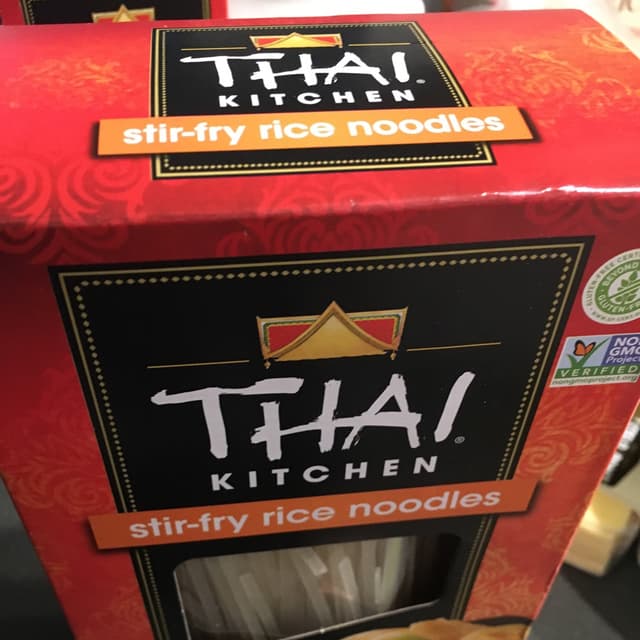 THAI
KITCHEN
stir-fry rice noodles
THAI
KITCHEN
stir-fry rice noodles
NON
GMO
Project
VERIFIED
nongmoproject.org